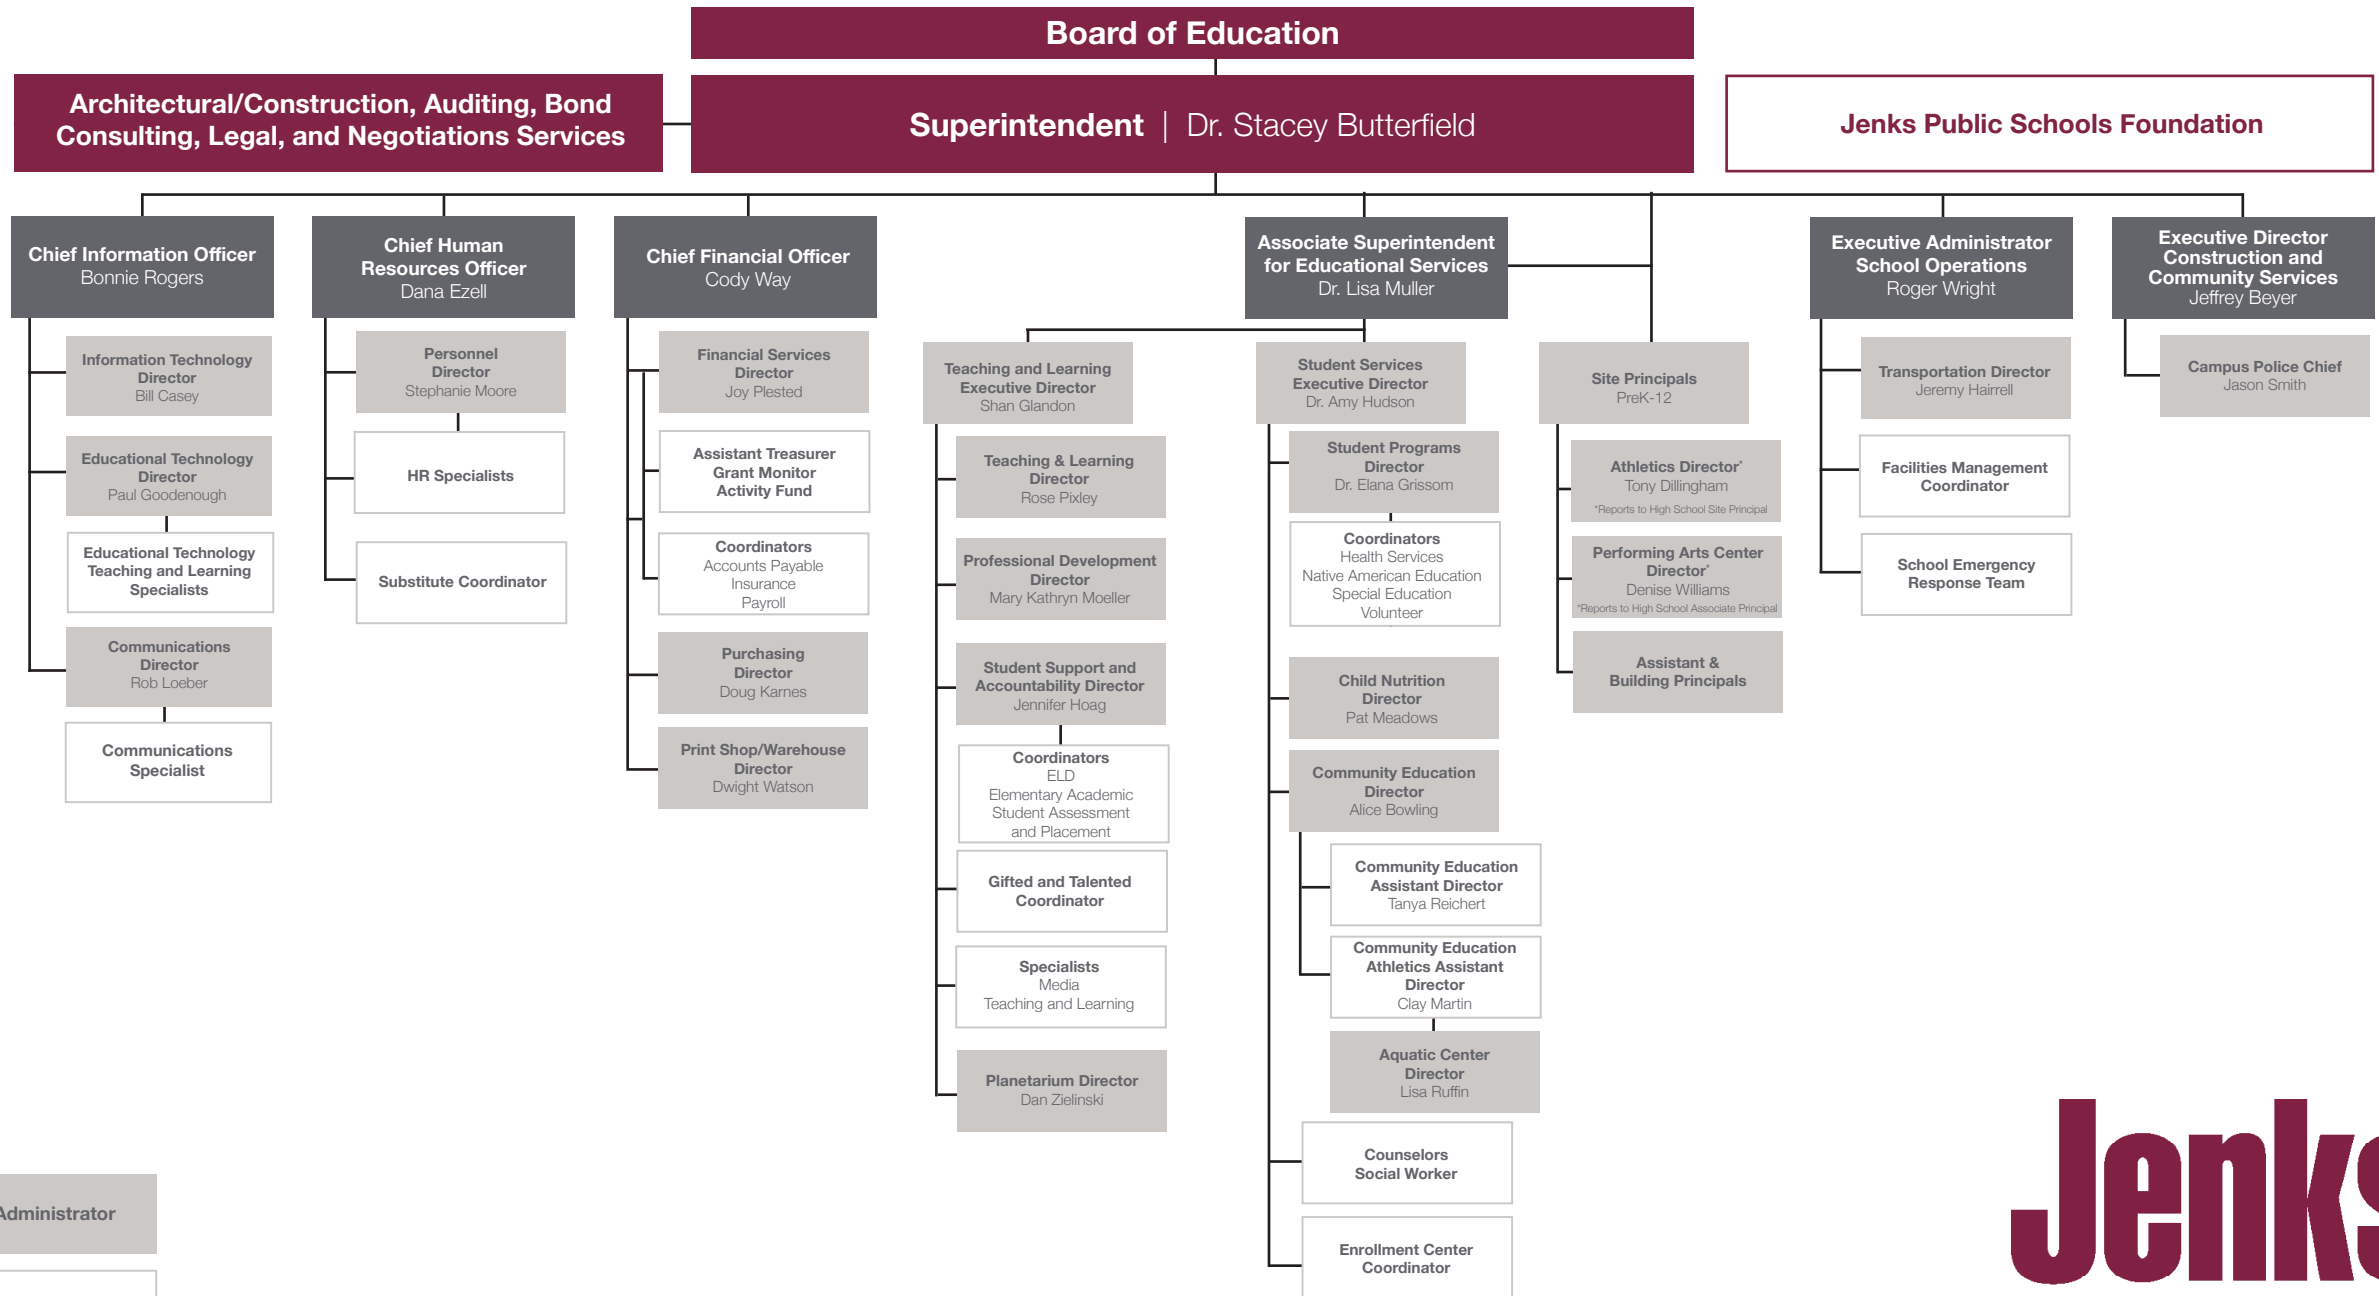 Board of Education
Architectural/Construction, Auditing, Bond
Consulting, Legal, and Negotiations Services
Superintendent | Dr. Stacey Butterfield
Jenks Public Schools Foundation
Chief Information Officer
Bonnie Rogers
Chief Human
Resources Officer
Dana Ezell
Chief Financial Officer
Cody Way
Associate Superintendent
for Educational Services
Dr. Lisa Muller
Executive Administrator
School Operations
Roger Wright
Executive Director
Construction and
Community Services
Jeffrey Beyer
Information Technology
Director
Bill Casey
Educational Technology
Director
Paul Goodenough
Educational Technology
Teaching and Learning
Specialists
Communications
Director
Rob Loeber
Communications
Specialist
Personnel
Director
Stephanie Moore
HR Specialists
Substitute Coordinator
Financial Services
Director
Joy Plested
Assistant Treasurer
Grant Monitor
Activity Fund
Coordinators
Accounts Payable
Insurance
Payroll
Purchasing
Director
Doug Karnes
Print Shop/Warehouse
Director
Dwight Watson
Teaching and Learning
Executive Director
Shan Glandon
Teaching & Learning
Director
Rose Pixley
Professional Development
Director
Mary Kathryn Moeller
Student Support and
Accountability Director
Jennifer Hoag
Coordinators
ELD
Elementary Academic
Student Assessment
and Placement
Gifted and Talented
Coordinator
Specialists
Media
Teaching and Learning
Planetarium Director
Dan Zielinski
Student Services
Executive Director
Dr. Amy Hudson
Student Programs
Director
Dr. Elana Grissom
Coordinators
Health Services
Native American Education
Special Education
Volunteer
Child Nutrition
Director
Pat Meadows
Community Education
Director
Alice Bowling
Community Education
Assistant Director
Tanya Reichert
Community Education
Athletics Assistant
Director
Clay Martin
Aquatic Center
Director
Lisa Ruffin
Counselors
Social Worker
Enrollment Center
Coordinator
Site Principals
PreK-12
Athletics Director*
Tony Dillingham
*Reports to High School Site Principal
Performing Arts Center
Director*
Denise Williams
*Reports to High School Associate Principal
Assistant &
Building Principals
Transportation Director
Jeremy Hairrell
Facilities Management
Coordinator
School Emergency
Response Team
Campus Police Chief
Jason Smith
Administrator
Jenks